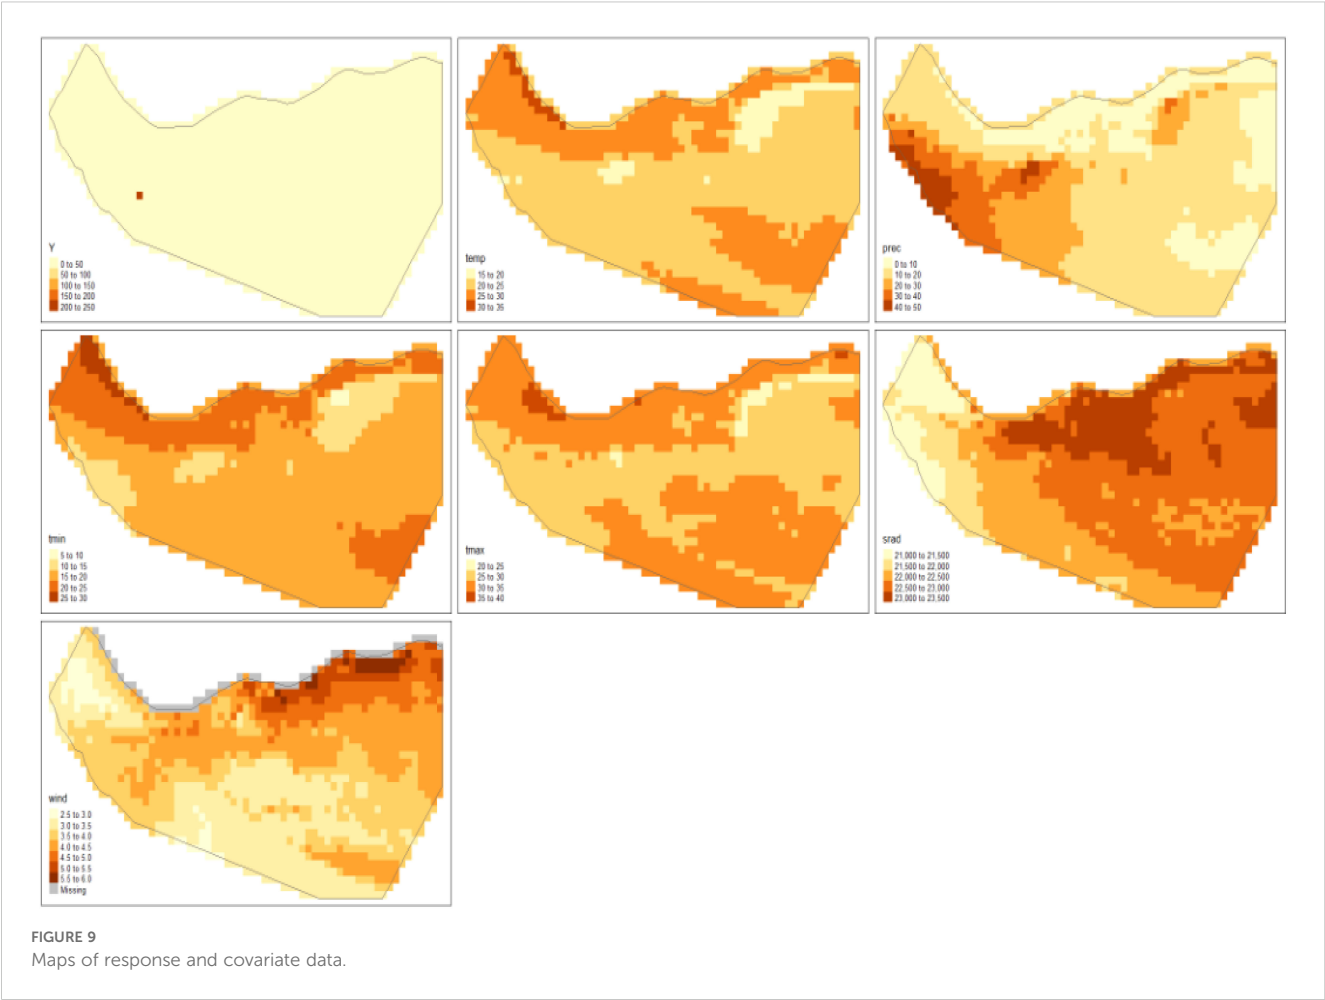 Y
0 to 50
50 to 100
100 to 150
150 to 200
200 to 250
temp
15 to 20
20 to 25
25 to 30
30 to 35
prec
0 to 10
10 to 20
20 to 30
30 to 40
40 to 50
tmin
5 to 10
10 to 15
15 to 20
20 to 25
25 to 30
tmax
20 to 25
25 to 30
30 to 35
35 to 40
srad
21,000 to 21,500
21,500 to 22,000
22,000 to 22,500
22,500 to 23,000
23,000 to 23,500
wind
2.5 to 3.0
3.0 to 3.5
3.5 to 4.0
4.0 to 4.5
4.5 to 5.0
5.0 to 5.5
5.5 to 6.0
Missing
FIGURE 9
Maps of response and covariate data.